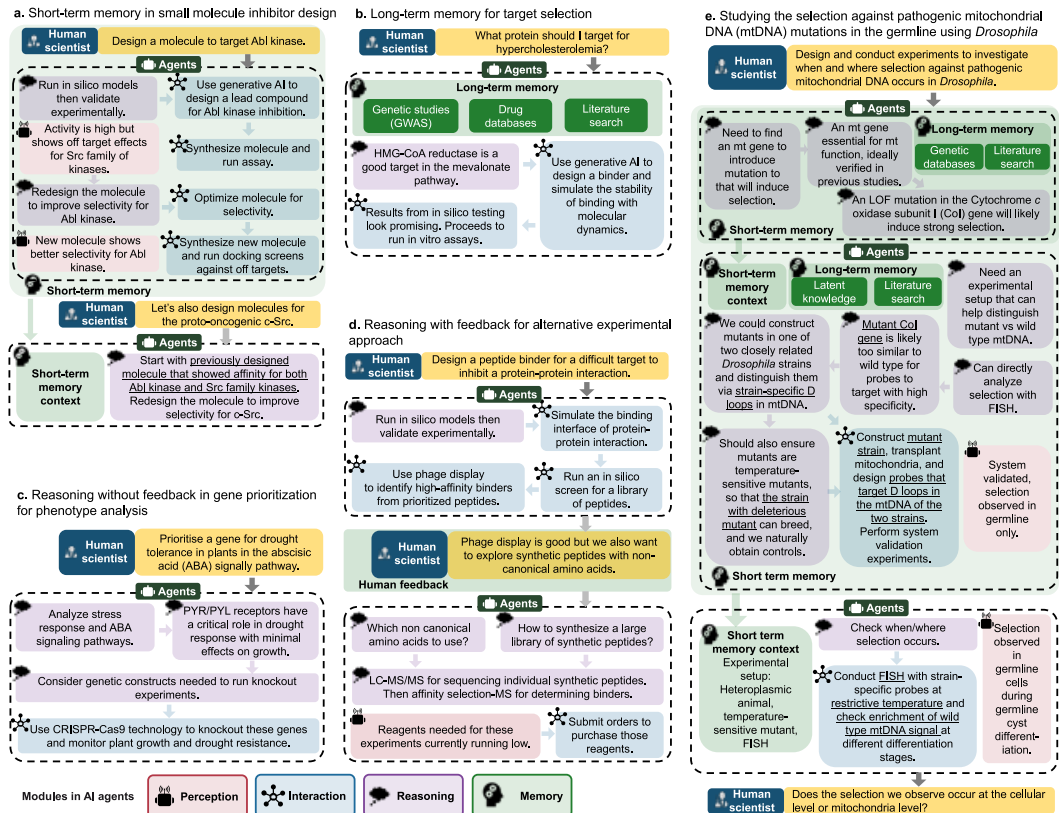 a. Short-term memory in small molecule inhibitor design
Human
scientist
Design a molecule to target Abl kinase.
Agents
Run in silico models
then validate
experimentally.
Use generative AI to
design a lead compound
for Abl kinase inhibition.
Activity is high but
shows off target effects
for Src family of
kinases.
Synthesize molecule and
run assay.
Redesign the molecule
to improve selectivity for
Abl kinase.
Optimize molecule for
selectivity.
New molecule shows
better selectivity for Abl
kinase.
Synthesize new molecule
and run docking screens
against off targets.
Short-term memory
Human
scientist
Let's also design molecules for
the proto-oncogenic c-Src.
Agents
Short-term
memory
context
Start with previously designed
molecule that showed affinity for both
Abl kinase and Src family kinases.
Redesign the molecule to improve
selectivity for c-Src.
b. Long-term memory for target selection
Human
scientist
What protein should I target for
hypercholesterolemia?
Agents
Long-term memory
Genetic studies
(GWAS)
Drug
databases
Literature
search
HMG-CoA reductase is a
good target in the mevalonate
pathway.
Use generative AI to
design a binder and
simulate the stability
of binding with
molecular
dynamics.
Results from in silico testing
look promising. Proceeds to
run in vitro assays.
c. Reasoning without feedback in gene prioritization
for phenotype analysis
Human
scientist
Prioritise a gene for drought
tolerance in plants in the abscisic
acid (ABA) signally pathway.
Agents
Analyze stress
response and ABA
signaling pathways.
PYR/PYL receptors have
a critical role in drought
response with minimal
effects on growth.
Consider genetic constructs needed to run knockout
experiments.
Use CRISPR-Cas9 technology to knockout these genes
and monitor plant growth and drought resistance.
d. Reasoning with feedback for alternative experimental
approach
Human
scientist
Design a peptide binder for a difficult target to
inhibit a protein-protein interaction.
Agents
Run in silico models then
validate experimentally.
Simulate the binding
interface of protein-
protein interaction.
Use phage display
to identify high-affinity binders
from prioritized peptides.
Run an in silico
screen for a library
of peptides.
Human
scientist
Phage display is good but we also want
to explore synthetic peptides with non-
canonical amino acids.
Human feedback
Agents
Which non canonical
amino acids to use?
How to synthesize a large
library of synthetic peptides?
LC-MS/MS for sequencing individual synthetic peptides.
Then affinity selection-MS for determining binders.
Reagents needed for these
experiments currently running low.
Submit orders to
purchase those
reagents.
e. Studying the selection against pathogenic mitochondrial
DNA (mtDNA) mutations in the germline using Drosophila
Human
scientist
Design and conduct experiments to investigate
when and where selection against pathogenic
mitochondrial DNA occurs in Drosophila.
Agents
Need to find
an mt gene to
introduce
mutation to
that will induce
selection.
An mt gene
essential for mt
function, ideally
verified in
previous studies.
Long-term memory
Genetic
databases
Literature
search
An LOF mutation in the Cytochrome c
oxidase subunit I (CoI) gene will likely
induce strong selection.
Short-term memory
Agents
Short-term
memory
context
Long-term memory
Latent
knowledge
Literature
search
Need an
experimental
setup that can
help distinguish
mutant vs wild
type mtDNA.
We could construct
mutants in one of
two closely related
Drosophila strains
and distinguish them
via strain-specific D
loops in mtDNA.
Mutant CoI
gene is likely
too similar to
wild type for
probes to
target with high
specificity.
Can directly
analyze
selection with
FISH.
Should also ensure
mutants are
temperature-
sensitive mutants,
so that the strain
with deleterious
mutant can breed,
and we naturally
obtain controls.
Construct mutant
strain, transplant
mitochondria, and
design probes that
target D loops in
the mtDNA of the
two strains.
Perform system
validation
experiments.
System
validated,
selection
observed in
germline
only.
Short term memory
Agents
Short term
memory context
Experimental
setup:
Heteroplasmic
animal,
temperature-
sensitive mutant,
FISH
Check when/where
selection occurs.
Conduct FISH with strain-
specific probes at
restrictive temperature and
check enrichment of wild
type mtDNA signal at
different differentiation
stages.
Selection
observed
in
germline
cells
during
germline
cyst
different-
iation.
Human
scientist
Does the selection we observe occur at the cellular
level or mitochondria level?
Modules in AI agents
Perception
Interaction
Reasoning
Memory